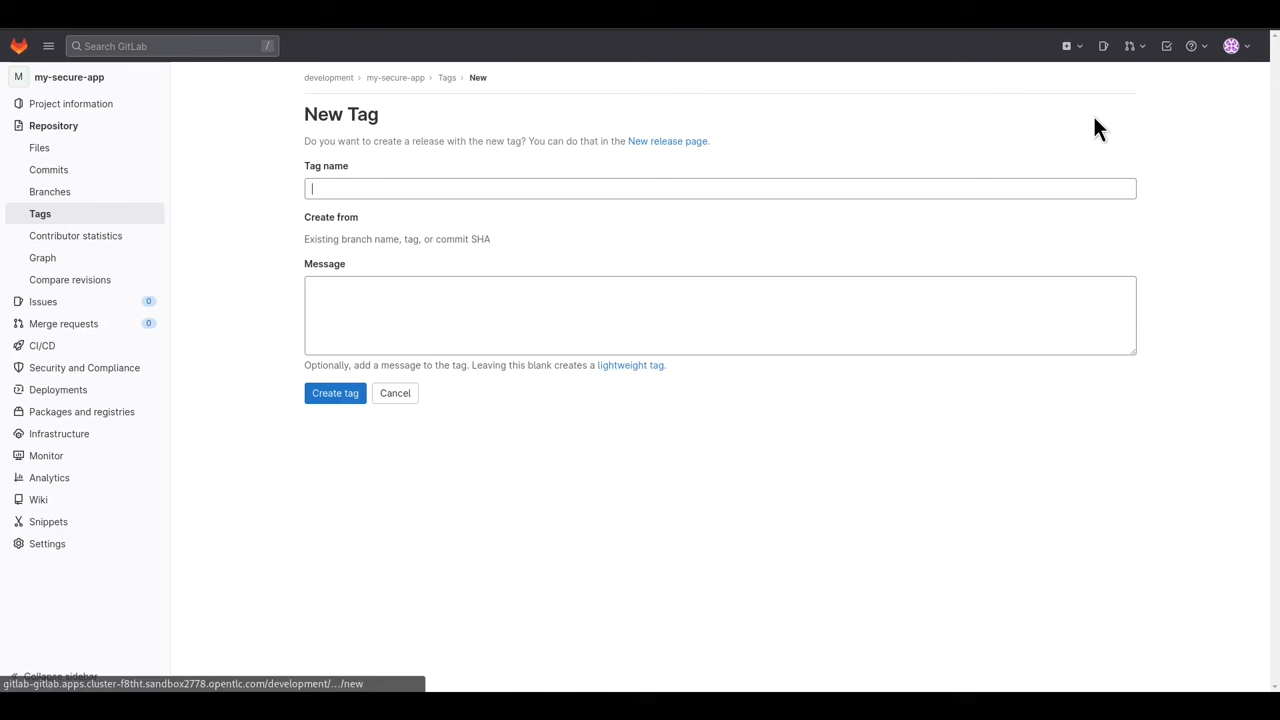 Search GitLab /
M my-secure-app
Project information
Repository
Files
Commits
Branches
Tags
Contributor statistics
Graph
Compare revisions
Issues 0
Merge requests 0
CI/CD
Security and Compliance
Deployments
Packages and registries
Infrastructure
Monitor
Analytics
Wiki
Snippets
Settings
Collapse sidebar
gitlab-gitlab.apps.cluster-f8tht.sandbox2778.opentlc.com/development/…/new
development › my-secure-app › Tags › New
New Tag
Do you want to create a release with the new tag? You can do that in the New release page.
Tag name
Create from
Existing branch name, tag, or commit SHA
Message
Optionally, add a message to the tag. Leaving this blank creates a lightweight tag.
Create tag Cancel